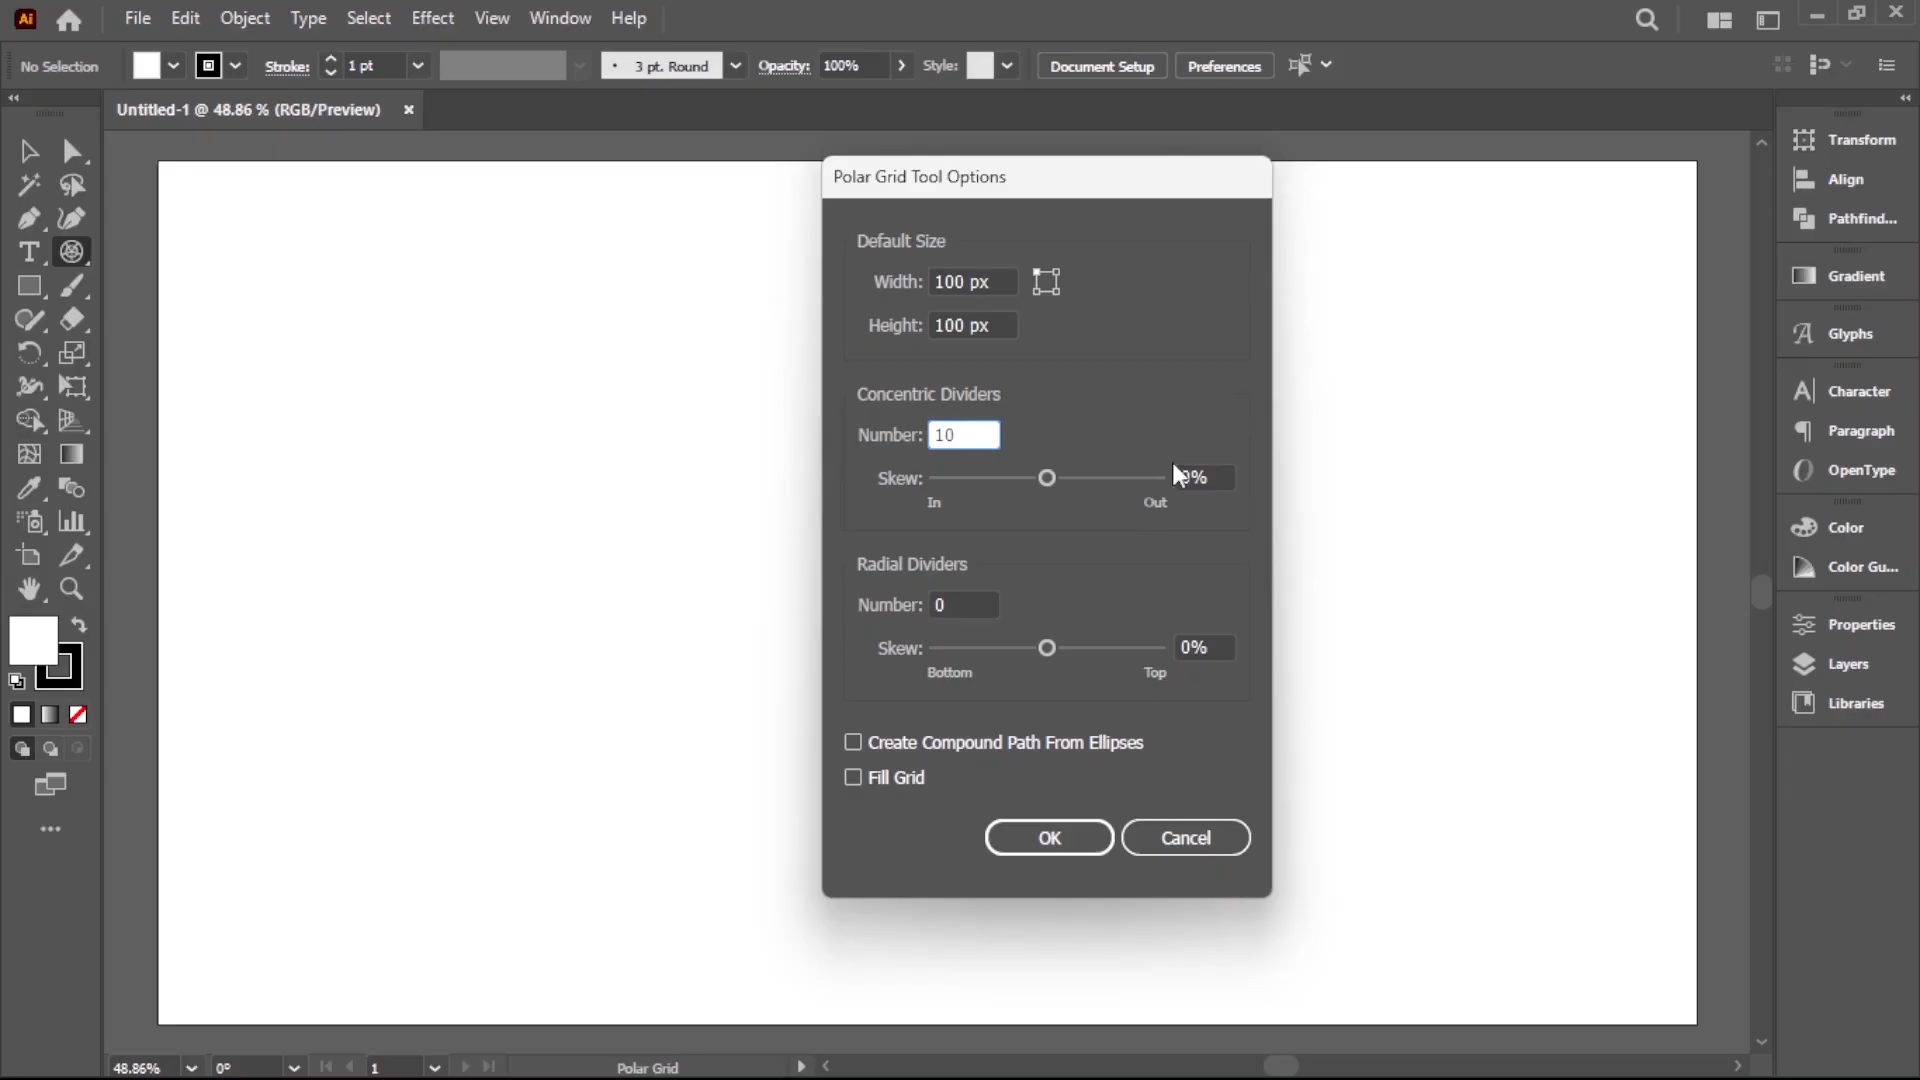 Ai File Edit Object Type Select Effect View Window Help
No Selection Stroke: 1 pt 3 pt. Round Opacity: 100% Style: Document Setup Preferences
Untitled-1 @ 48.86 % (RGB/Preview) ×
Polar Grid Tool Options
Default Size
Width: 100 px
Height: 100 px
Concentric Dividers
Number: 10
Skew: %
In Out
Radial Dividers
Number: 0
Skew: 0%
Bottom Top
Create Compound Path From Ellipses
Fill Grid
OK Cancel
Transform
Align
Pathfind...
Gradient
Glyphs
Character
Paragraph
OpenType
Color
Color Gu...
Properties
Layers
Libraries
48.86% 0° 1 Polar Grid